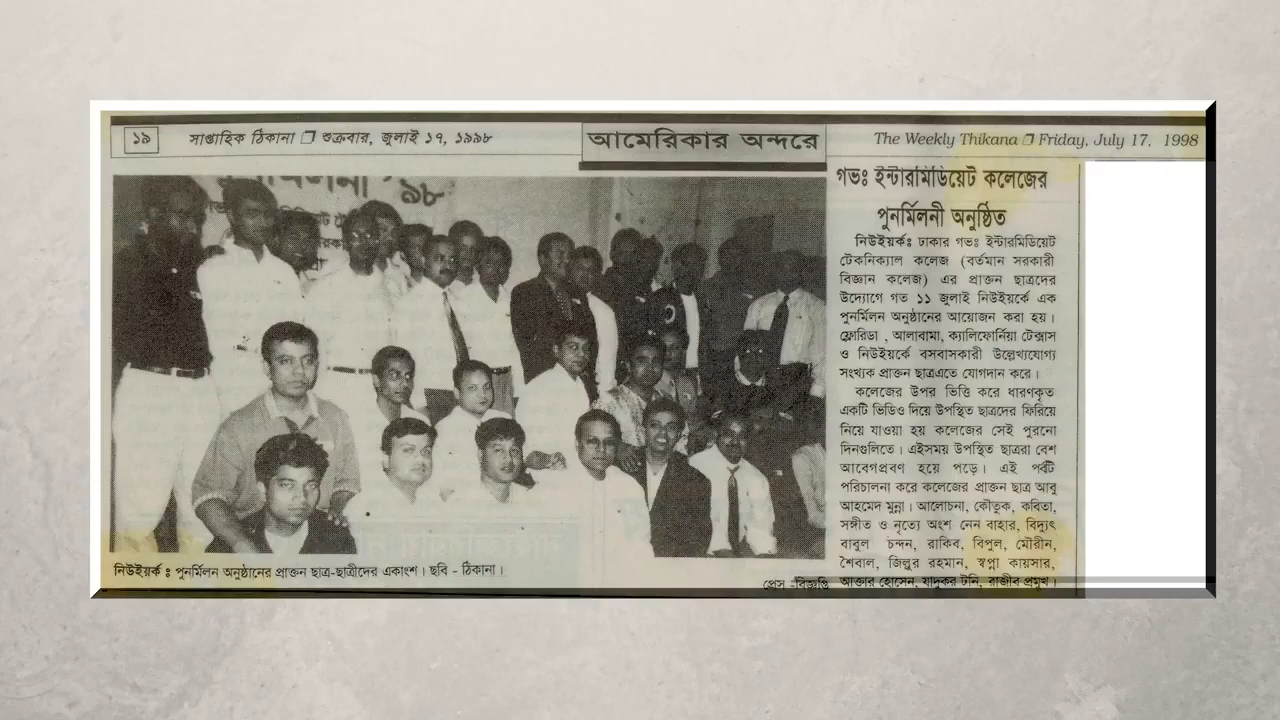 ১৯
সাপ্তাহিক ঠিকানা ❒ শুক্রবার, জুলাই ১৭, ১৯৯৮
আমেরিকার অন্দরে
The Weekly Thikana ❒ Friday, July 17, 1998
’৯৮
গভঃ ইন্টারমিডিয়েট কলেজের
পুনর্মিলনী অনুষ্ঠিত
নিউইয়র্কঃ ঢাকার গভঃ ইন্টারমিডিয়েট
টেকনিক্যাল কলেজ (বর্তমান সরকারী
বিজ্ঞান কলেজ) এর প্রাক্তন ছাত্রদের
উদ্যোগে গত ১১ জুলাই নিউইয়র্কে এক
পুনর্মিলন অনুষ্ঠানের আয়োজন করা হয়।
ফ্লোরিডা , আলাবামা, ক্যালিফোর্নিয়া টেক্সাস
ও নিউইয়র্কে বসবাসকারী উল্লেখ্যযোগ্য
সংখ্যক প্রাক্তন ছাত্রএতে যোগদান করে।
কলেজের উপর ভিত্তি করে ধারণকৃত
একটি ভিডিও দিয়ে উপস্থিত ছাত্রদের ফিরিয়ে
নিয়ে যাওয়া হয় কলেজের সেই পুরনো
দিনগুলিতে। এইসময় উপস্থিত ছাত্ররা বেশ
আবেগপ্রবণ হয়ে পড়ে। এই পর্বটি
পরিচালনা করে কলেজের প্রাক্তন ছাত্র আবু
আহমেদ মুন্না। আলোচনা, কৌতুক, কবিতা,
সঙ্গীত ও নৃত্যে অংশ নেন বাহার, বিদ্যুৎ
বাবুল চন্দন, রাকিব, বিপুল, মৌরীন,
শৈবাল, জিল্লুর রহমান, স্বপ্না কায়সার,
আক্তার হোসেন, যাদুকর টনি, রাজীব প্রমুখ।
প্রেস -বিজ্ঞপ্তি
নিউইয়র্ক ঃ পুনর্মিলন অনুষ্ঠানের প্রাক্তন ছাত্র-ছাত্রীদের একাংশ। ছবি - ঠিকানা।